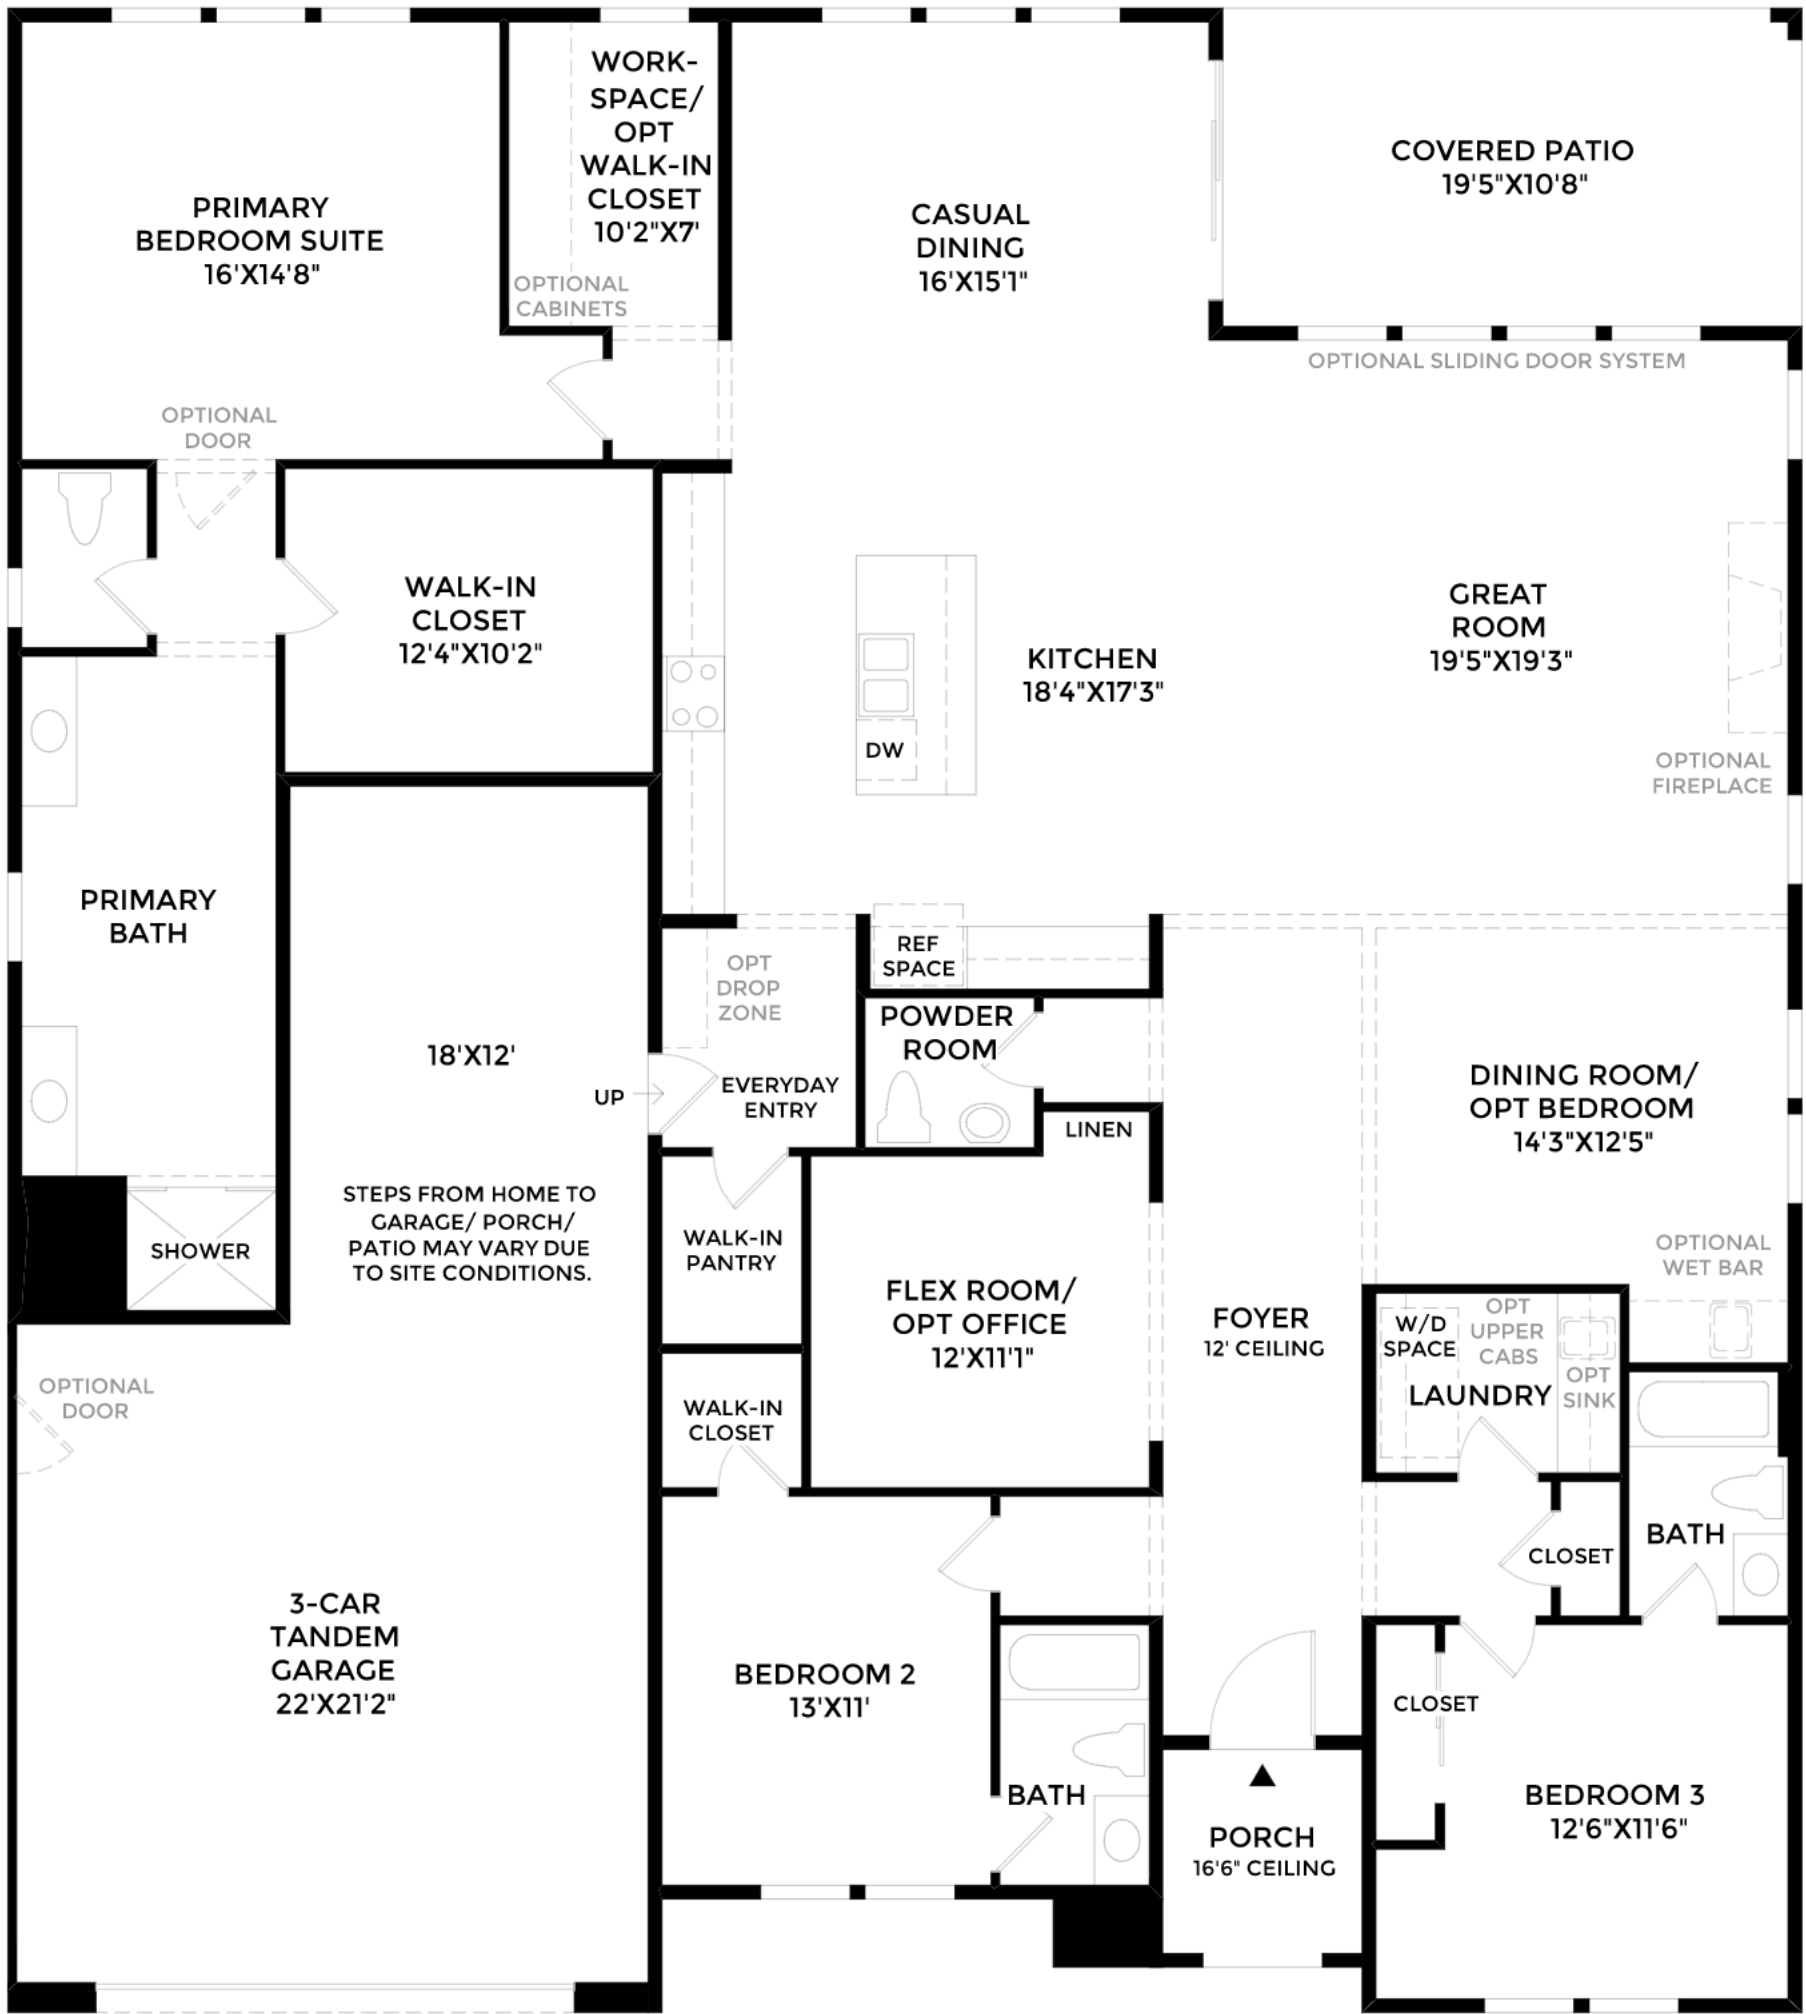 WORK-
SPACE/
OPT
WALK-IN
CLOSET
10'2"X7'
OPTIONAL
CABINETS
PRIMARY
BEDROOM SUITE
16'X14'8"
CASUAL
DINING
16'X15'1"
COVERED PATIO
19'5"X10'8"
OPTIONAL SLIDING DOOR SYSTEM
OPTIONAL
DOOR
WALK-IN
CLOSET
12'4"X10'2"
KITCHEN
18'4"X17'3"
DW
GREAT
ROOM
19'5"X19'3"
OPTIONAL
FIREPLACE
PRIMARY
BATH
SHOWER
18'X12'
UP
STEPS FROM HOME TO
GARAGE/ PORCH/
PATIO MAY VARY DUE
TO SITE CONDITIONS.
OPT
DROP
ZONE
EVERYDAY
ENTRY
REF
SPACE
POWDER
ROOM
LINEN
DINING ROOM/
OPT BEDROOM
14'3"X12'5"
OPTIONAL
WET BAR
WALK-IN
PANTRY
FLEX ROOM/
OPT OFFICE
12'X11'1"
FOYER
12' CEILING
W/D
SPACE
OPT
UPPER
CABS
OPT
SINK
LAUNDRY
OPTIONAL
DOOR
WALK-IN
CLOSET
CLOSET
BATH
3-CAR
TANDEM
GARAGE
22'X21'2"
BEDROOM 2
13'X11'
BATH
PORCH
16'6" CEILING
CLOSET
BEDROOM 3
12'6"X11'6"